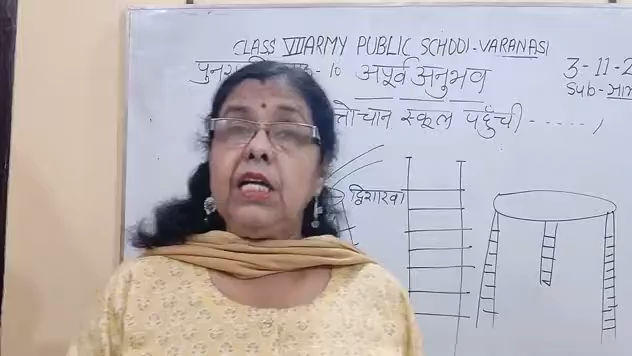 CLASS VII ARMY PUBLIC SCHOOL-VARANASI
10 अपूर्व अनुभव
3-11-2
Sub-
तोत्तोचान स्कूल पहुँची - - - - - ,
द्विशाखा